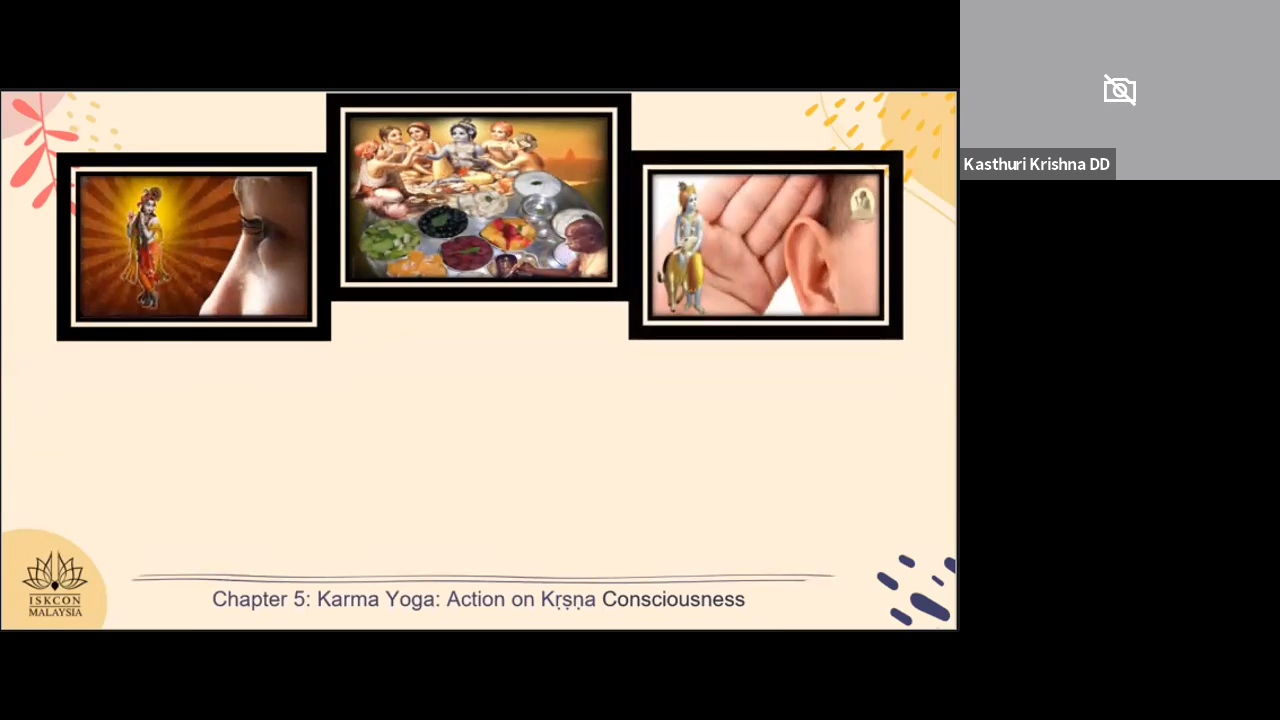 Kasthuri Krishna DD
ISKCON
MALAYSIA
Chapter 5: Karma Yoga: Action on Kṛṣṇa Consciousness